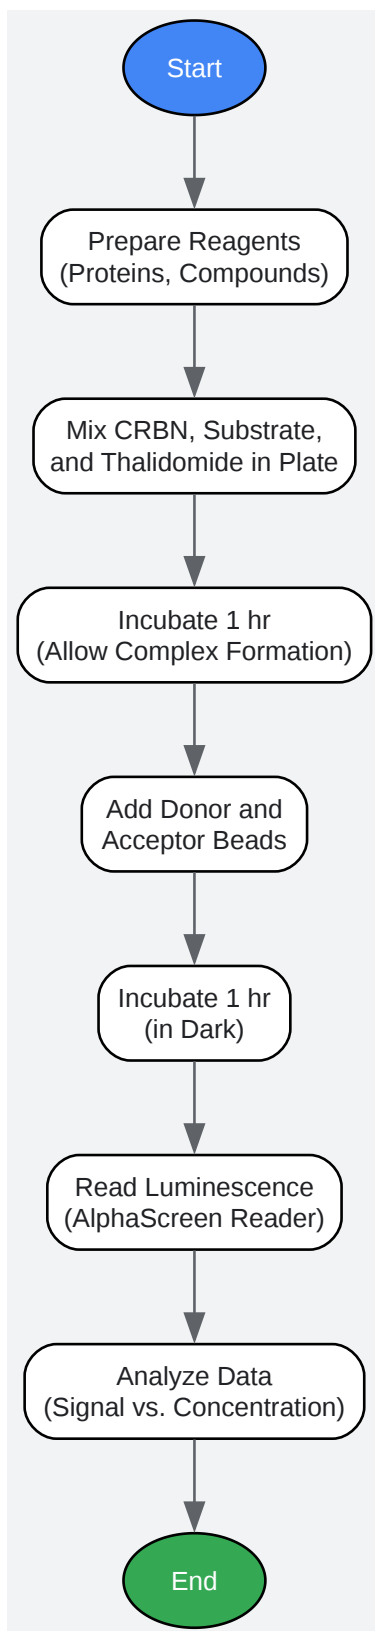 Start
Prepare Reagents
(Proteins, Compounds)
Mix CRBN, Substrate,
and Thalidomide in Plate
Incubate 1 hr
(Allow Complex Formation)
Add Donor and
Acceptor Beads
Incubate 1 hr
(in Dark)
Read Luminescence
(AlphaScreen Reader)
Analyze Data
(Signal vs. Concentration)
End